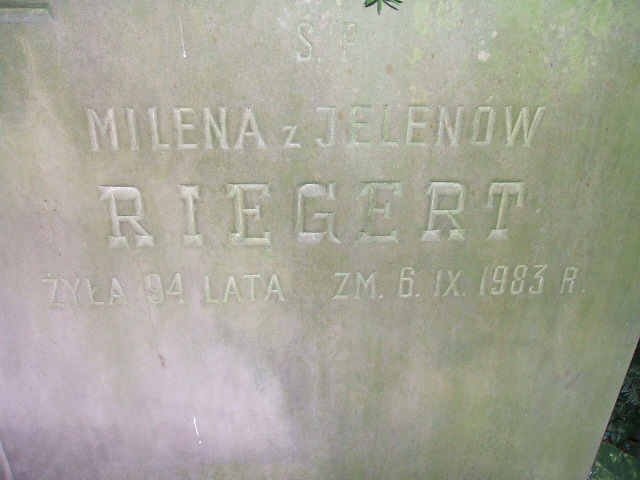 Ś. P
MILENA z JELENÓW
RIEGERT
ŻYŁA 94 LATA ZM. 6. IX. 1983 R.